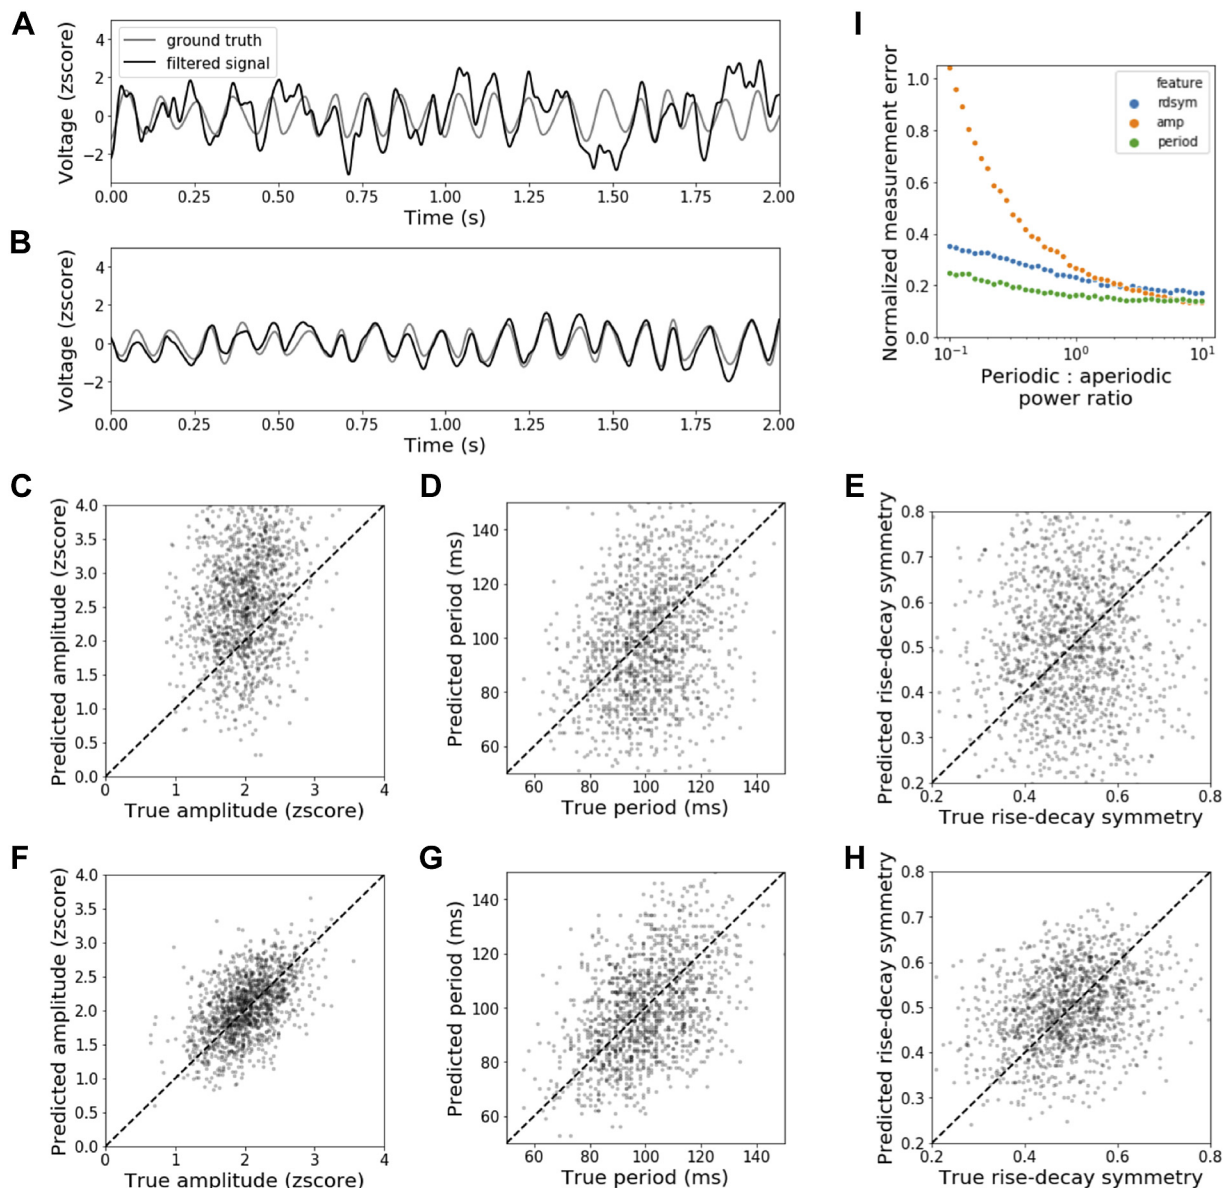 A
Voltage (zscore)
4
2
0
−2
ground truth
filtered signal
0.00 0.25 0.50 0.75 1.00 1.25 1.50 1.75 2.00
Time (s)
B
Voltage (zscore)
4
2
0
−2
0.00 0.25 0.50 0.75 1.00 1.25 1.50 1.75 2.00
Time (s)
I
Normalized measurement error
1.0
0.8
0.6
0.4
0.2
0.0
feature
rdsym
amp
period
10⁻¹ 10⁰ 10¹
Periodic : aperiodic
power ratio
C
Predicted amplitude (zscore)
4.0
3.5
3.0
2.5
2.0
1.5
1.0
0.5
0.0
0 1 2 3 4
True amplitude (zscore)
D
Predicted period (ms)
140
120
100
80
60
60 80 100 120 140
True period (ms)
E
Predicted rise-decay symmetry
0.8
0.7
0.6
0.5
0.4
0.3
0.2
0.2 0.4 0.6 0.8
True rise-decay symmetry
F
Predicted amplitude (zscore)
4.0
3.5
3.0
2.5
2.0
1.5
1.0
0.5
0.0
0 1 2 3 4
True amplitude (zscore)
G
Predicted period (ms)
140
120
100
80
60
60 80 100 120 140
True period (ms)
H
Predicted rise-decay symmetry
0.8
0.7
0.6
0.5
0.4
0.3
0.2
0.2 0.4 0.6 0.8
True rise-decay symmetry